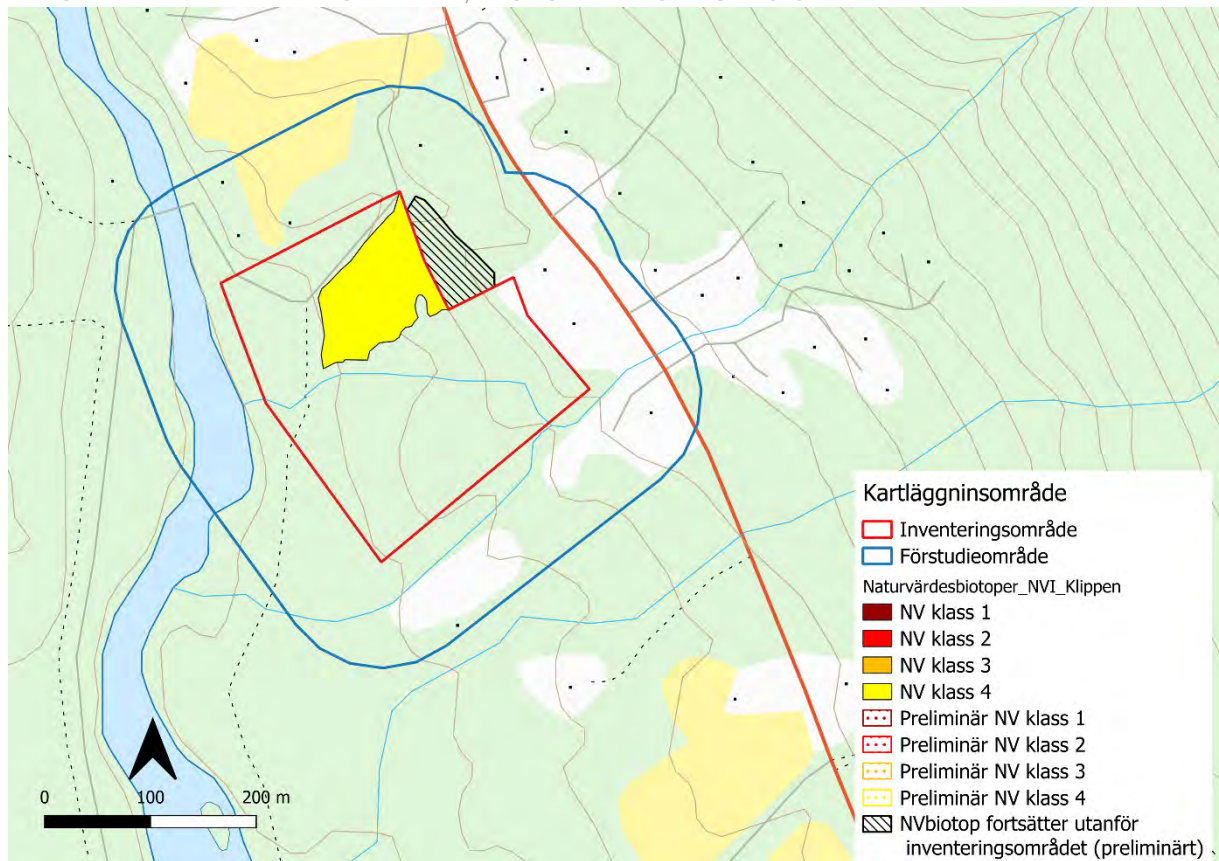 Kartläggninsområde
Inventeringsområde
Förstudieområde
Naturvärdesbiotoper_NVI_Klippen
NV klass 1
NV klass 2
NV klass 3
NV klass 4
Preliminär NV klass 1
Preliminär NV klass 2
Preliminär NV klass 3
Preliminär NV klass 4
NVbiotop fortsätter utanför
inventeringsområdet (preliminärt)
0 100 200 m